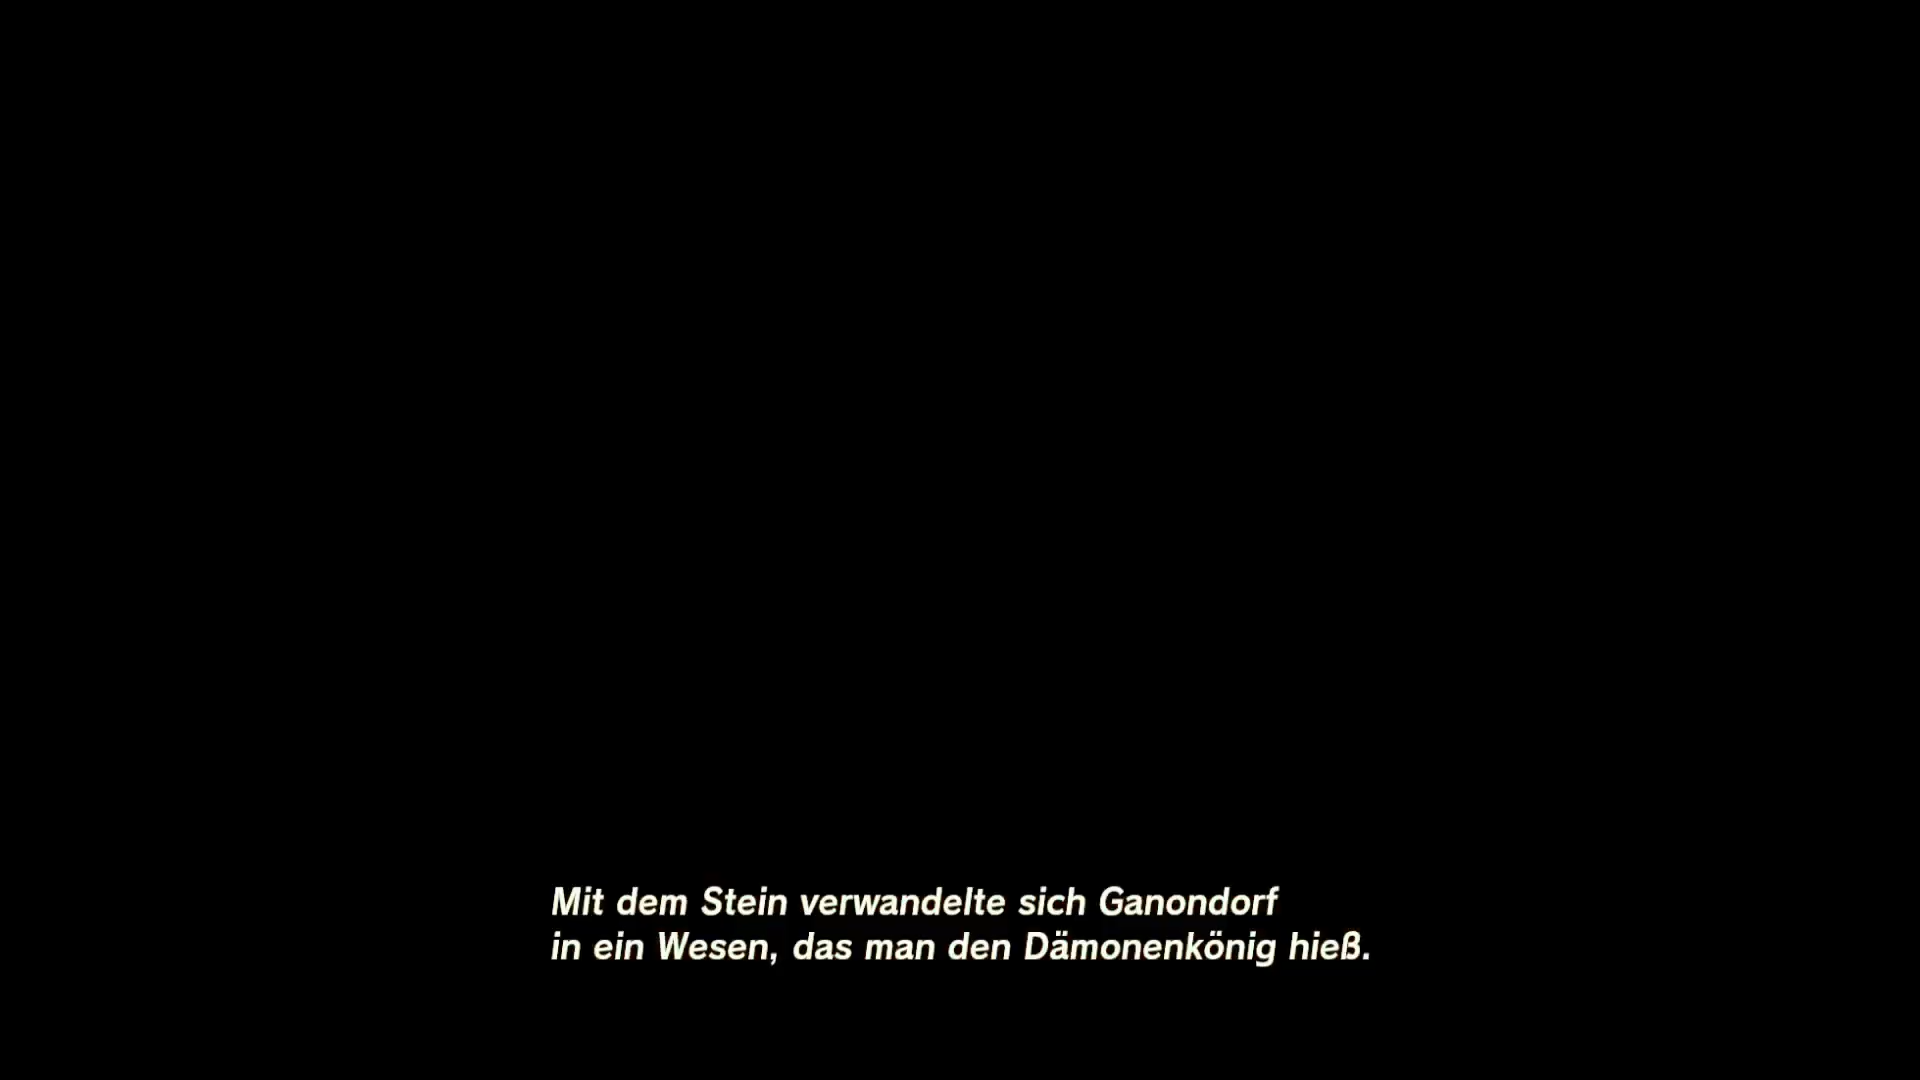 Mit dem Stein verwandelte sich Ganondorf
in ein Wesen, das man den Dämonenkönig hieß.